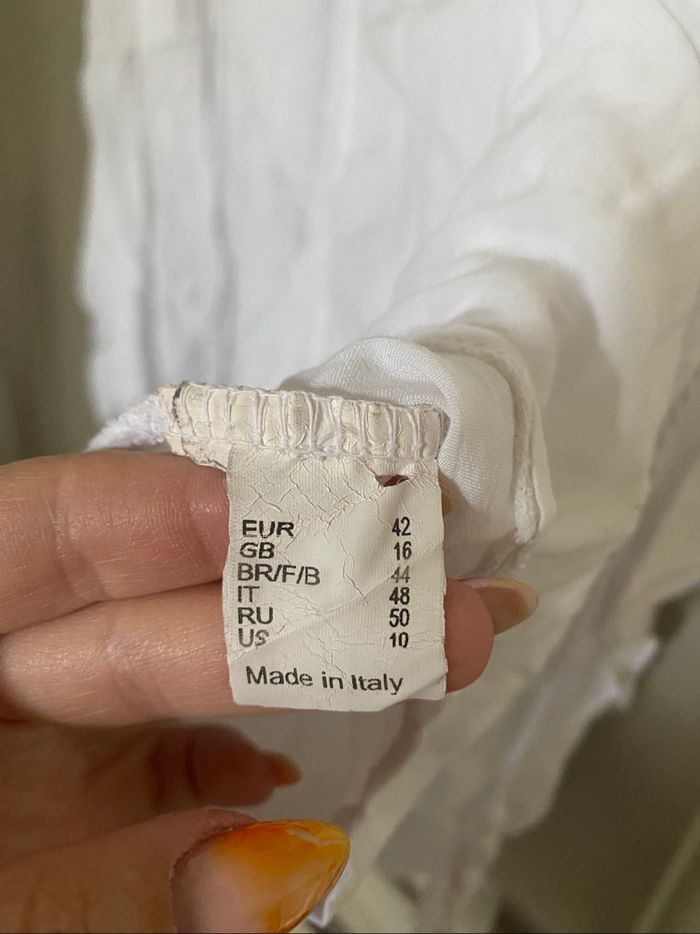 EUR 42
GB 16
BR/F/B 44
IT 48
RU 50
US 10
Made in Italy